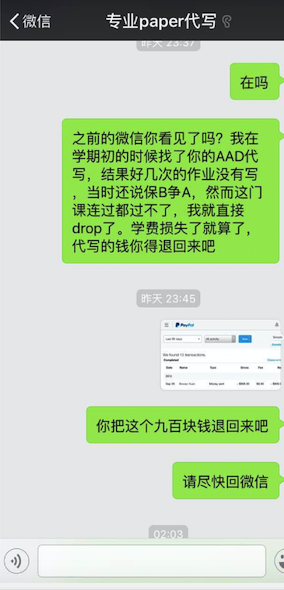 微信
专业paper代写
昨天 23:37
在吗
之前的微信你看见了吗？我在
学期初的时候找了你的AAD代
写，结果好几次的作业没有写
，当时还说保B争A，然而这门
课连过都过不了，我就直接
drop了。学费损失了就算了，
代写的钱你得退回来吧
昨天 23:45
PayPal
你把这个九百块钱退回来吧
请尽快回微信
02:03